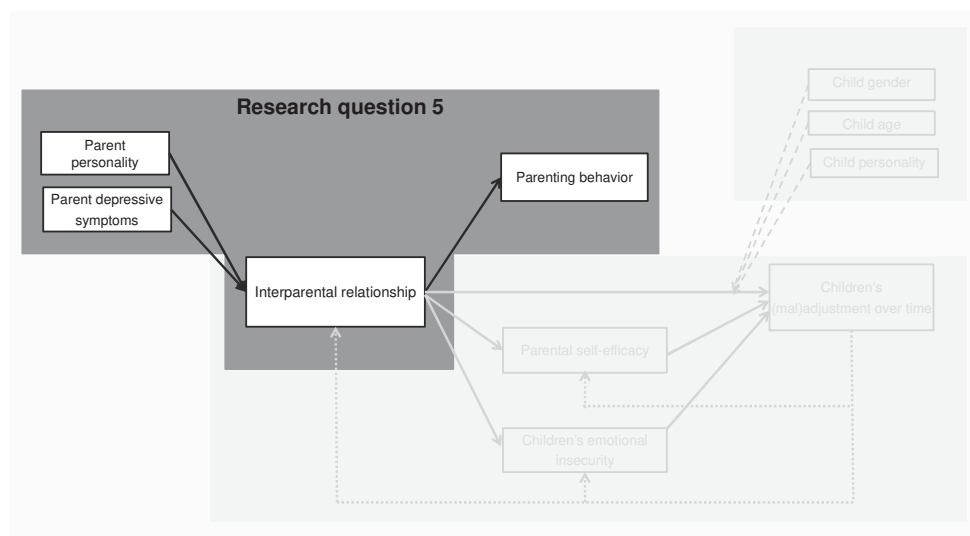 Research question 5
Parent
personality
Parent depressive
symptoms
Parenting behavior
Interparental relationship
Child gender
Child age
Child personality
Children's
(mal)adjustment over time
Parental self-efficacy
Children's emotional
insecurity